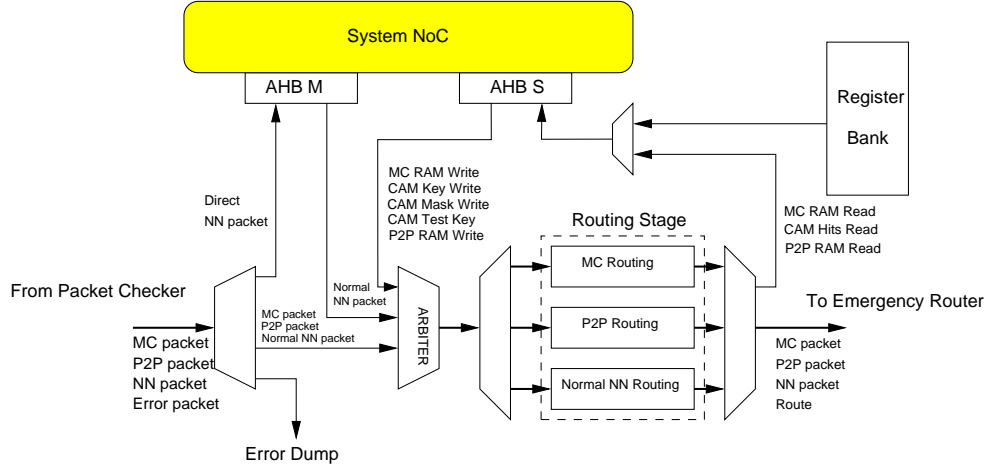 System NoC
AHB M
AHB S
Register
Bank
Direct
NN packet
MC RAM Write
CAM Key Write
CAM Mask Write
CAM Test Key
P2P RAM Write
MC RAM Read
CAM Hits Read
P2P RAM Read
Routing Stage
MC Routing
P2P Routing
Normal NN Routing
From Packet Checker
MC packet
P2P packet
NN packet
Error packet
Normal
NN packet
MC packet
P2P packet
Normal NN packet
ARBITER
To Emergency Router
MC packet
P2P packet
NN packet
Route
Error Dump